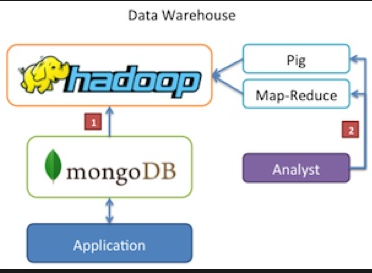 Data Warehouse
hadoop
Pig
Map-Reduce
1
2
mongoDB
Analyst
Application